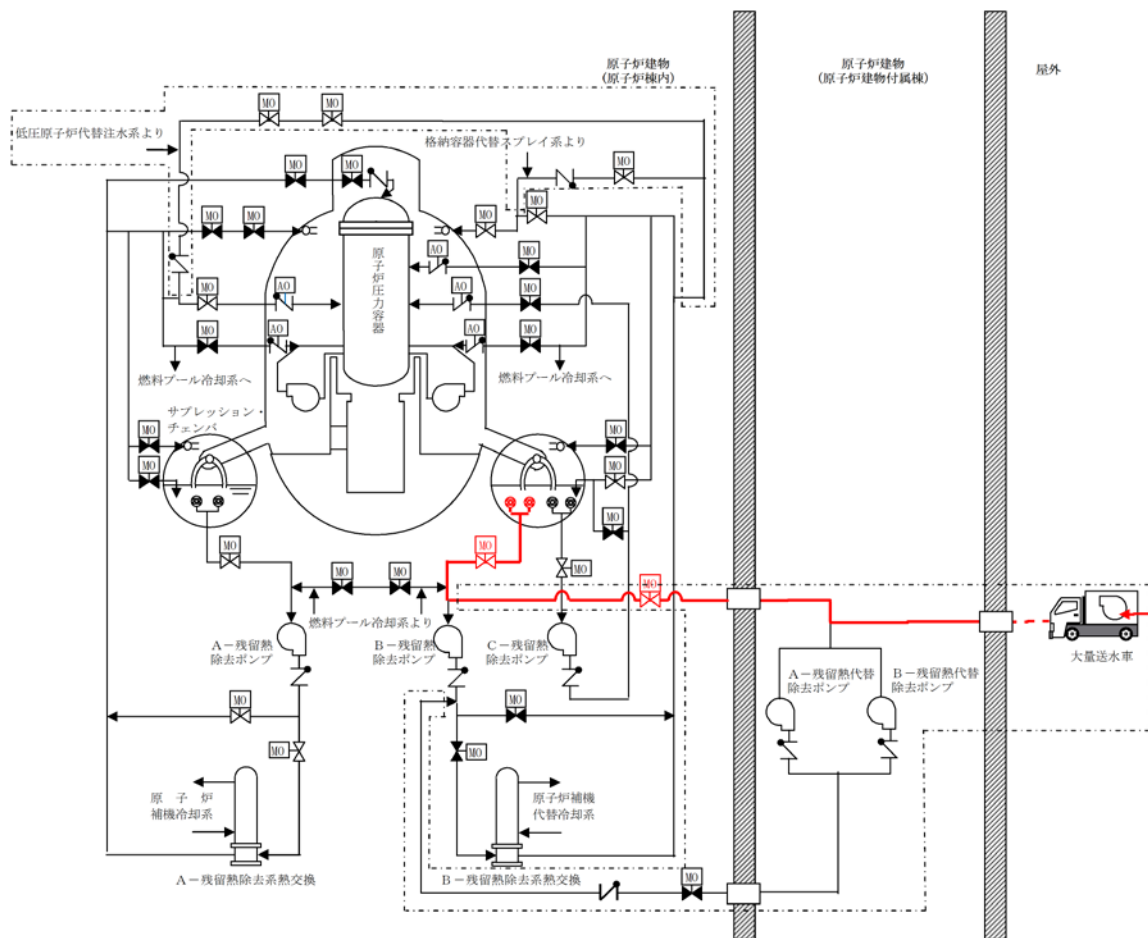 原子炉建物
(原子炉棟内)
原子炉建物
(原子炉建物付属棟)
屋外
MO
MO
低圧原子炉代替注水系より
格納容器代替スプレイ系より
MO
MO
MO
MO
MO
MO
MO
原子炉圧力容器
AO
MO
MO
AO
AO
MO
MO
AO
AO
MO
燃料プール冷却系へ
燃料プール冷却系へ
サプレッション・
チェンバ
MO
MO
MO
MO
MO
MO
MO
MO
MO
MO
MO
MO
燃料プール冷却系より
A－残留熱
除去ポンプ
B－残留熱
除去ポンプ
C－残留熱
除去ポンプ
大量送水車
A－残留熱代替
除去ポンプ
B－残留熱代替
除去ポンプ
MO
MO
MO
MO
原子炉
補機冷却系
原子炉補機
代替冷却系
A－残留熱除去系熱交換
B－残留熱除去系熱交換
MO